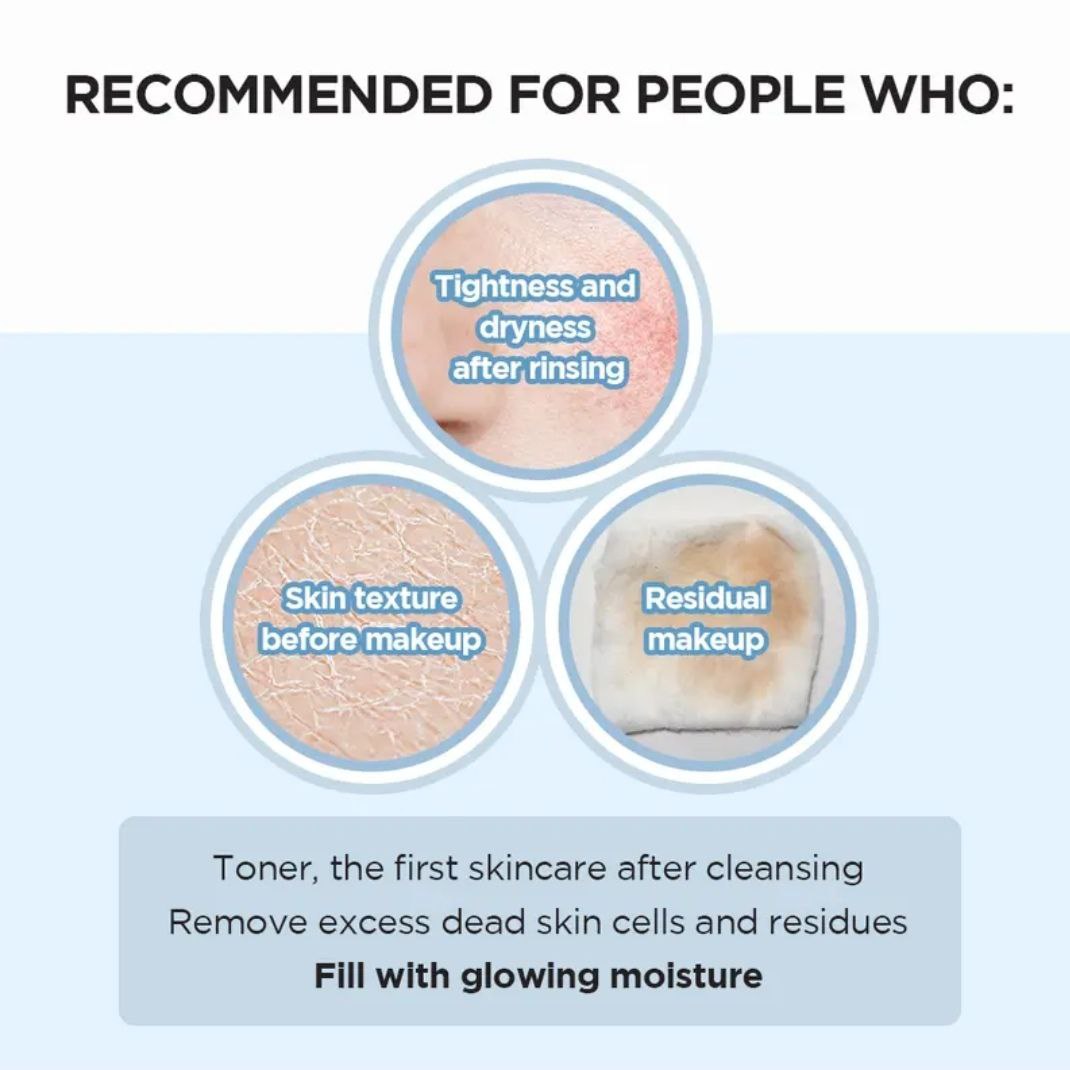 RECOMMENDED FOR PEOPLE WHO:
Tightness and
dryness
after rinsing
Skin texture
before makeup
Residual
makeup
Toner, the first skincare after cleansing
Remove excess dead skin cells and residues
Fill with glowing moisture